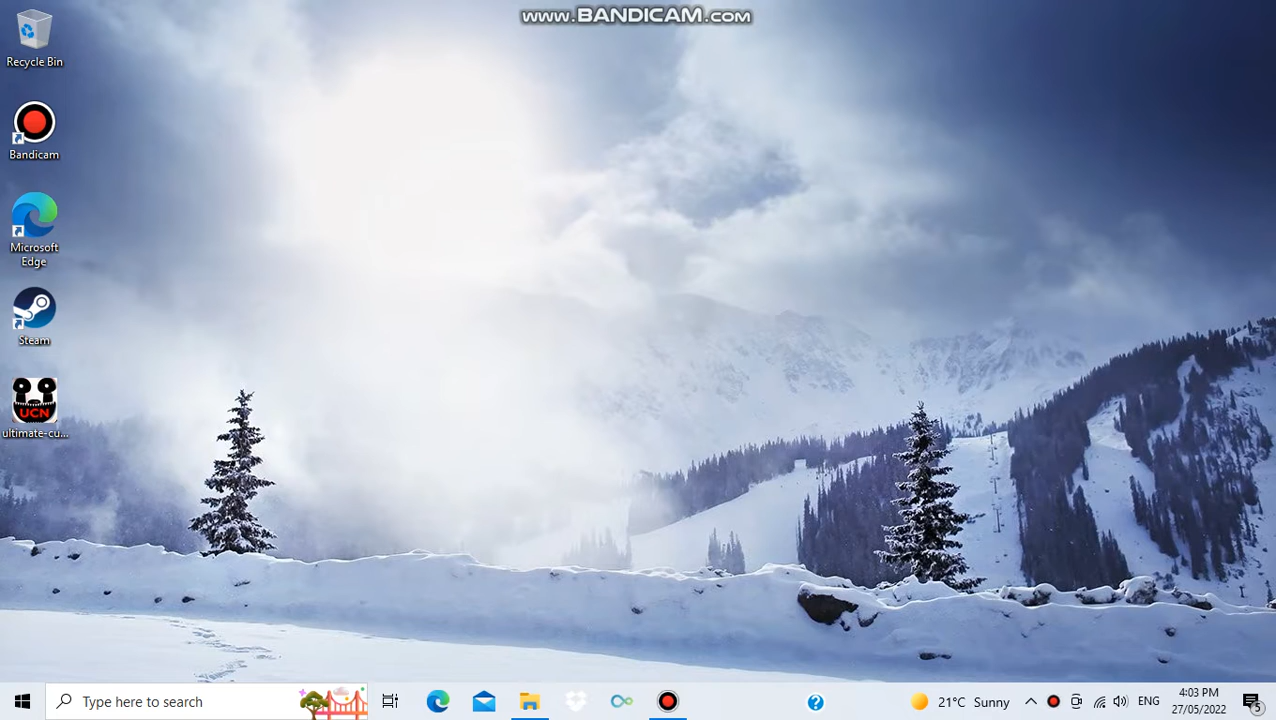 www.BANDICAM.com
Recycle Bin
Bandicam
Microsoft
Edge
Steam
UCN
ultimate-cu...
Type here to search
21°C Sunny
ENG
4:03 PM
27/05/2022
5